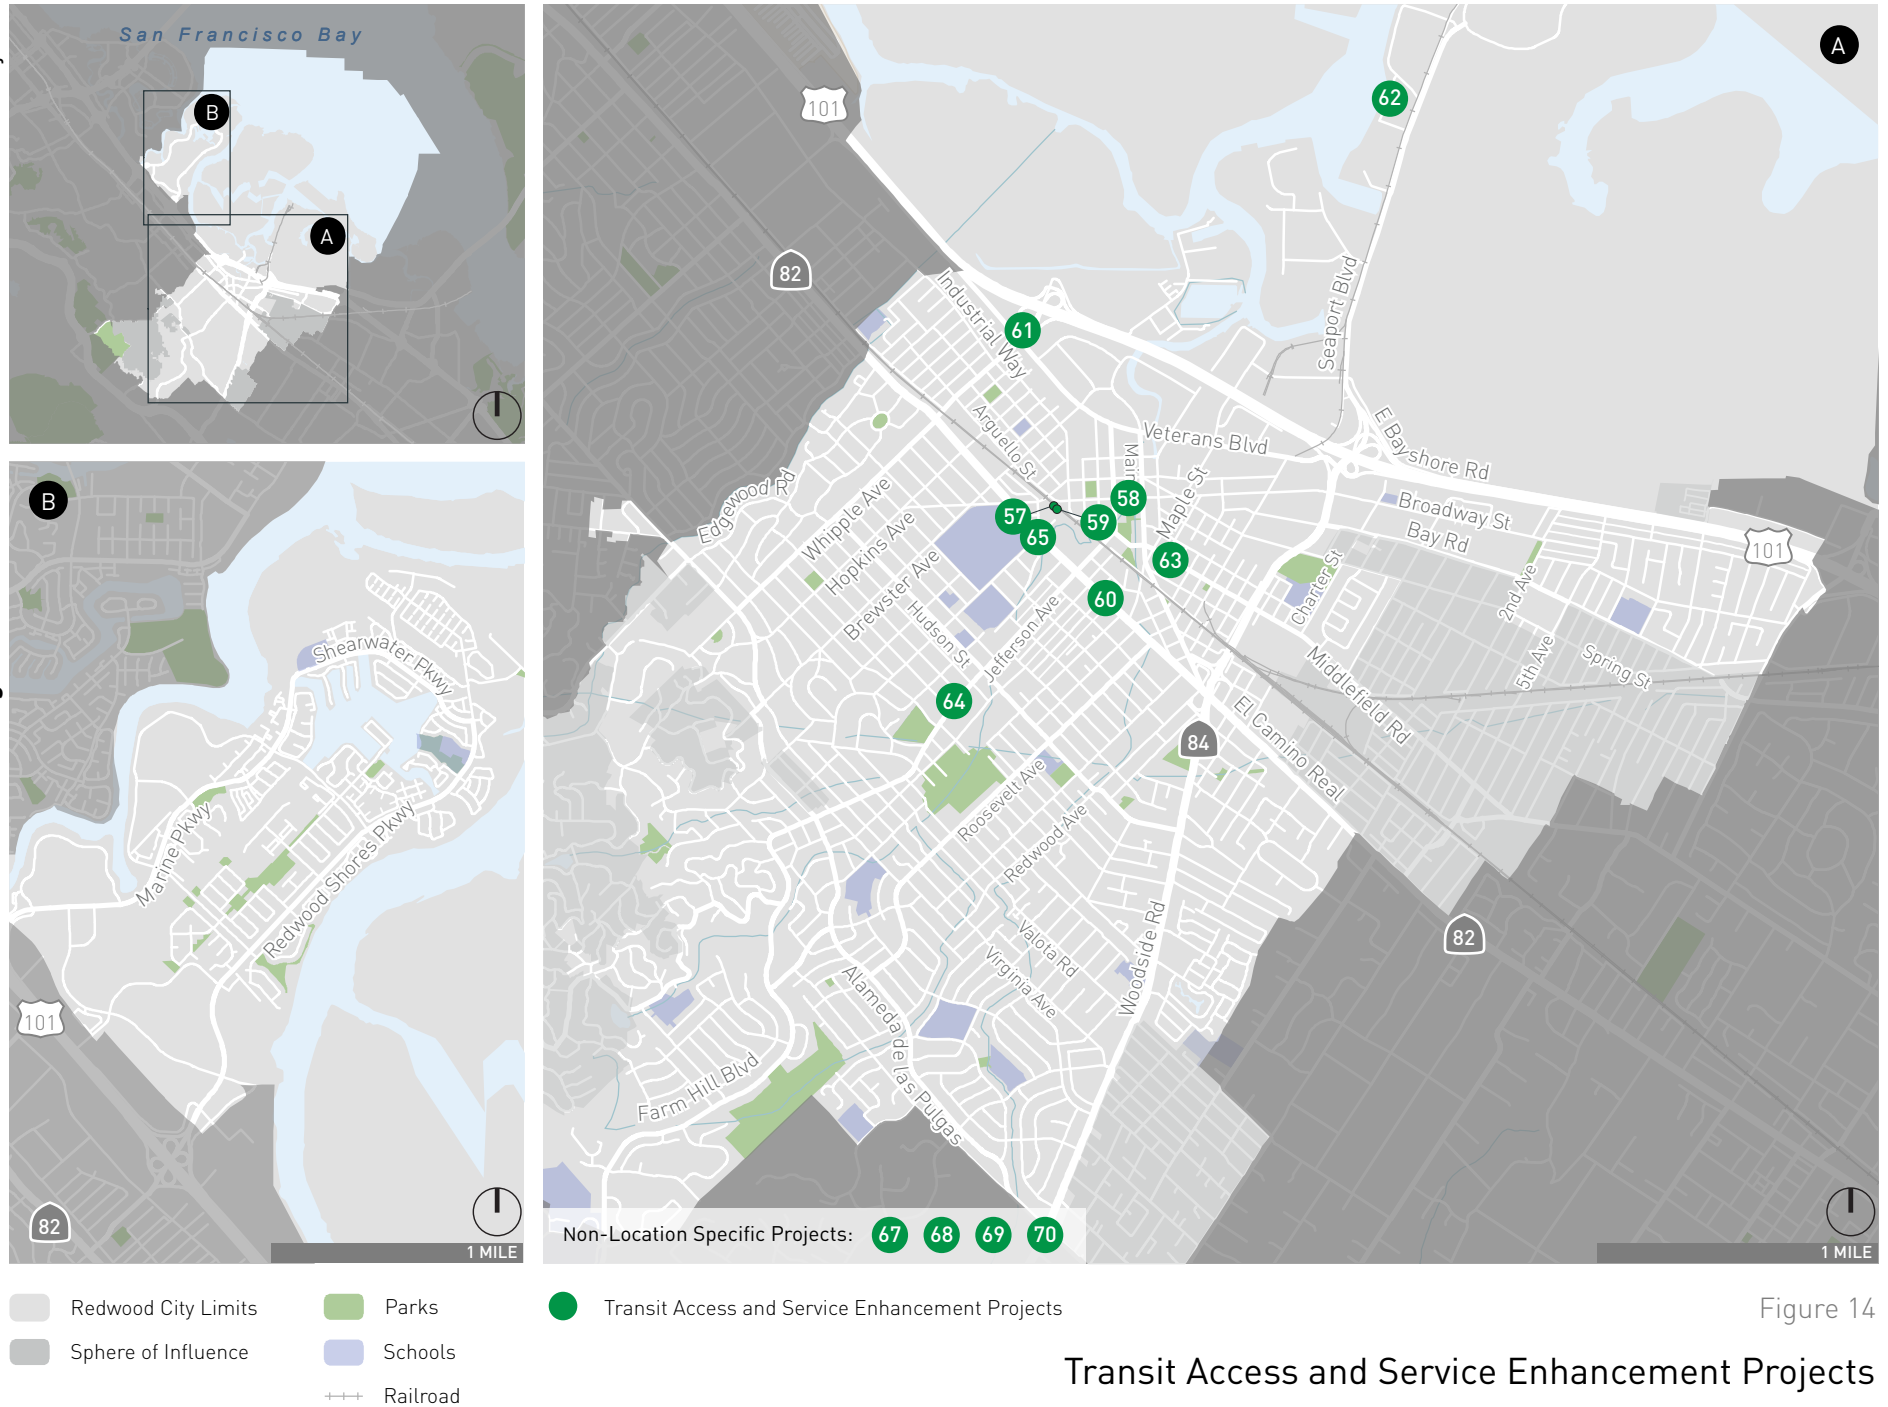 San Francisco Bay
B
A
B
Shearwater Pkwy
Marine Pkwy
Redwood Shores Pkwy
101
82
1 MILE
A
101
62
82
Industrial Way
61
Seaport Blvd
Arguello St
Veterans Blvd
E Bayshore Rd
Main
Maple St
Edgewood Rd
Whipple Ave
Hopkins Ave
Brewster Ave
57
58
59
65
63
60
Broadway St
Bay Rd
101
Charter St
2nd Ave
5th Ave
Spring St
Hudson St
Jefferson Ave
Middlefield Rd
64
84
El Camino Real
Roosevelt Ave
Redwood Ave
82
Valota Rd
Virginia Ave
Woodside Rd
Alameda de las Pulgas
Farm Hill Blvd
Non-Location Specific Projects: 67 68 69 70
1 MILE
Redwood City Limits
Sphere of Influence
Parks
Schools
Railroad
Transit Access and Service Enhancement Projects
Figure 14
Transit Access and Service Enhancement Projects